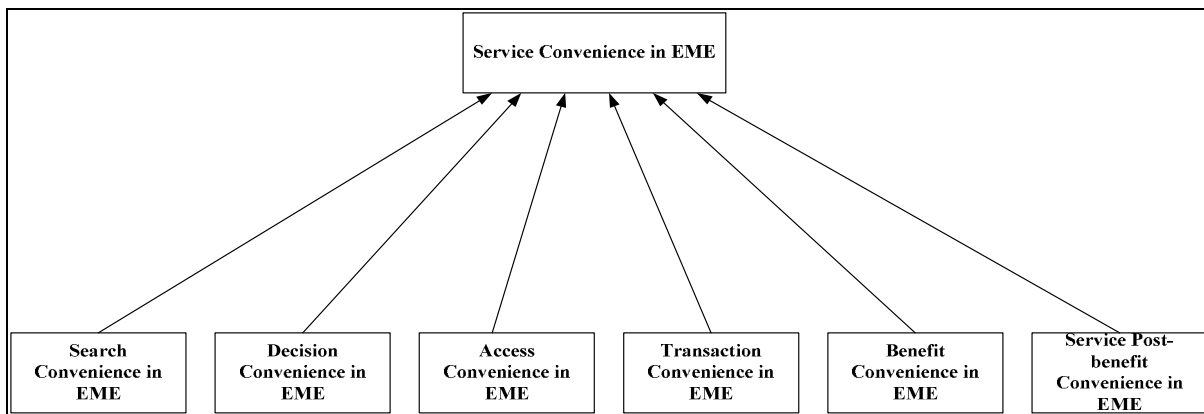 Service Convenience in EME
Search
Convenience in
EME
Decision
Convenience in
EME
Access
Convenience in
EME
Transaction
Convenience in
EME
Benefit
Convenience in
EME
Service Post-
benefit
Convenience in
EME